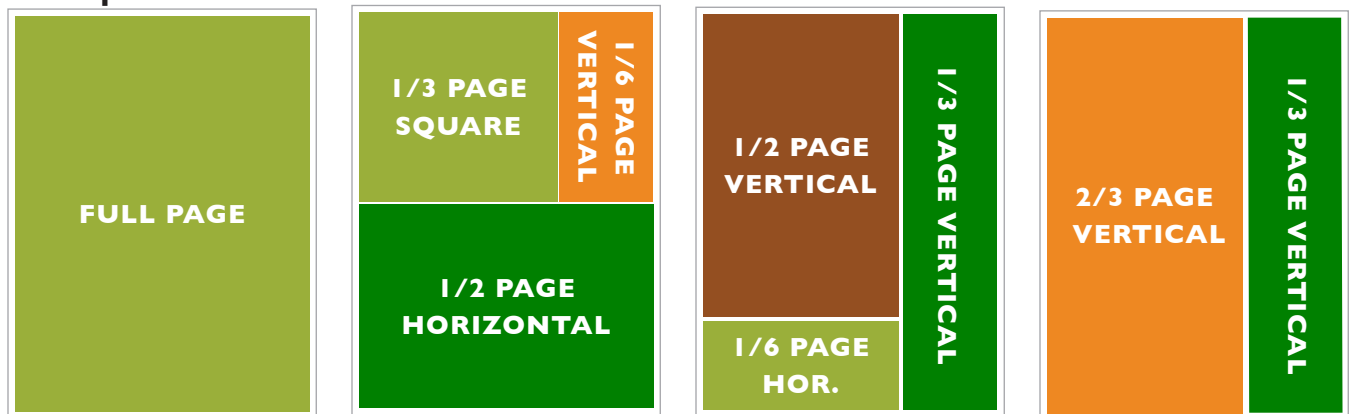 FULL PAGE
1/3 PAGE
SQUARE
1/6 PAGE
VERTICAL
1/2 PAGE
HORIZONTAL
1/2 PAGE
VERTICAL
1/6 PAGE
HOR.
1/3 PAGE VERTICAL
2/3 PAGE
VERTICAL
1/3 PAGE VERTICAL